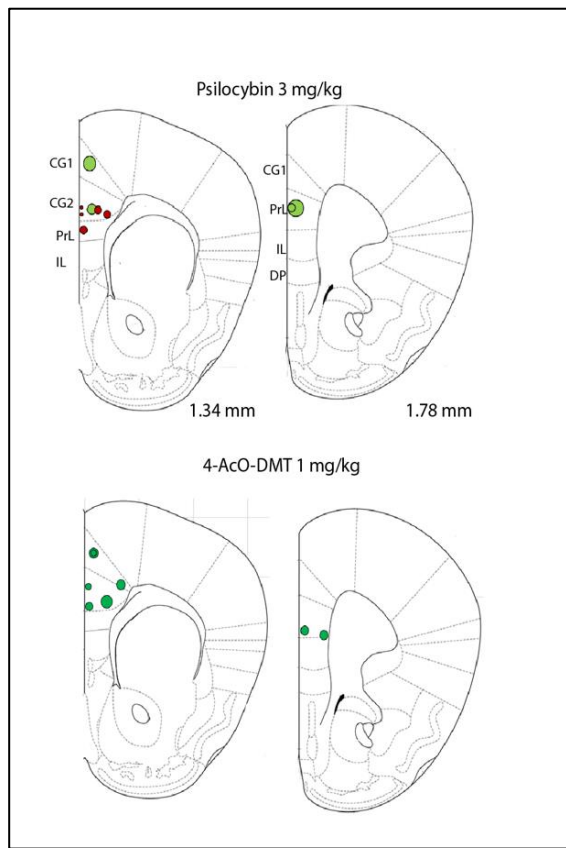 Psilocybin 3 mg/kg
CG1
CG2
PrL
IL
CG1
PrL
IL
DP
1.34 mm
1.78 mm
4-AcO-DMT 1 mg/kg